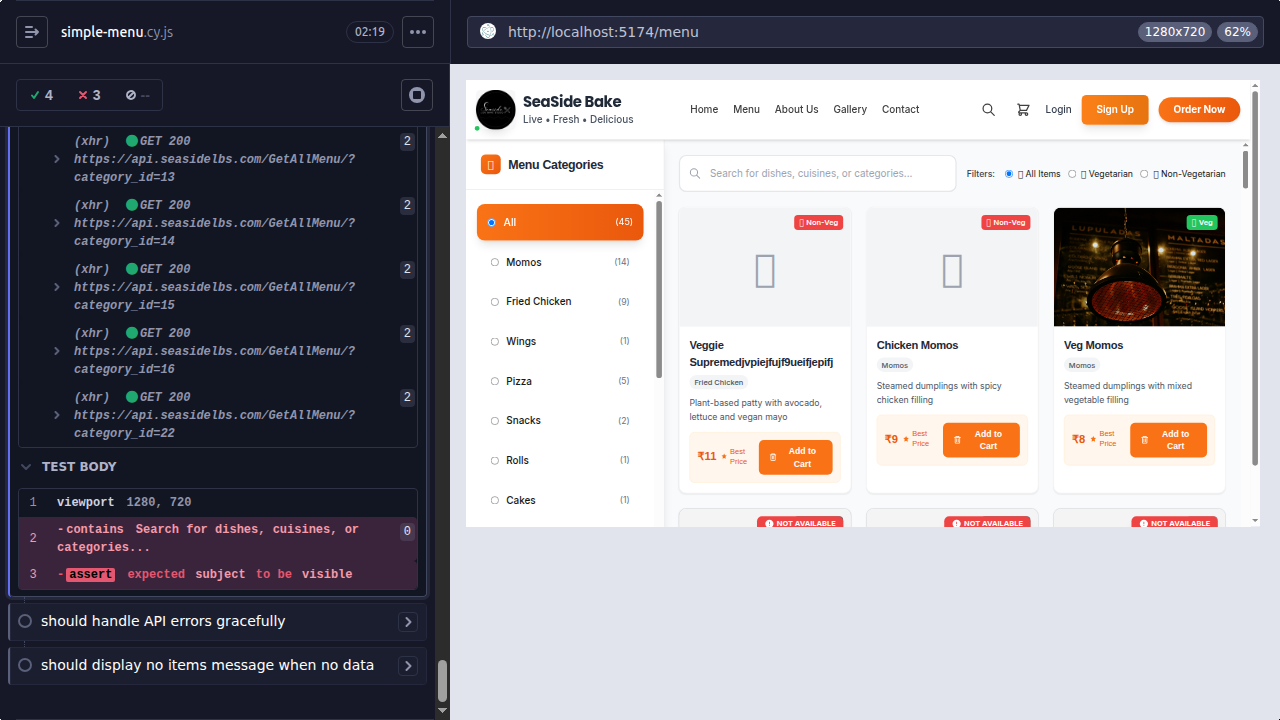 simple-menu.cy.js
02:19
4
3
--
(xhr) GET 200
https://api.seasidelbs.com/GetAllMenu/?
category_id=13
2
(xhr) GET 200
https://api.seasidelbs.com/GetAllMenu/?
category_id=14
2
(xhr) GET 200
https://api.seasidelbs.com/GetAllMenu/?
category_id=15
2
(xhr) GET 200
https://api.seasidelbs.com/GetAllMenu/?
category_id=16
2
(xhr) GET 200
https://api.seasidelbs.com/GetAllMenu/?
category_id=22
2
TEST BODY
1 viewport 1280, 720
2 -contains Search for dishes, cuisines, or
categories...
0
3 -assert expected subject to be visible
should handle API errors gracefully
should display no items message when no data
http://localhost:5174/menu
1280x720
62%
SeaSide Bake
Live • Fresh • Delicious
Home
Menu
About Us
Gallery
Contact
Login
Sign Up
Order Now
Menu Categories
All (45)
Momos (14)
Fried Chicken (9)
Wings (1)
Pizza (5)
Snacks (2)
Rolls (1)
Cakes (1)
Search for dishes, cuisines, or categories...
Filters:
All Items
Vegetarian
Non-Vegetarian
Non-Veg
Veggie
Supremedjvpiejfujf9ueifjepifj
Fried Chicken
Plant-based patty with avocado,
lettuce and vegan mayo
₹11
Best
Price
Add to
Cart
Non-Veg
Chicken Momos
Momos
Steamed dumplings with spicy
chicken filling
₹9
Best
Price
Add to
Cart
LUPULADAS
MALTADAS
Veg
Veg Momos
Momos
Steamed dumplings with mixed
vegetable filling
₹8
Best
Price
Add to
Cart
NOT AVAILABLE
NOT AVAILABLE
NOT AVAILABLE